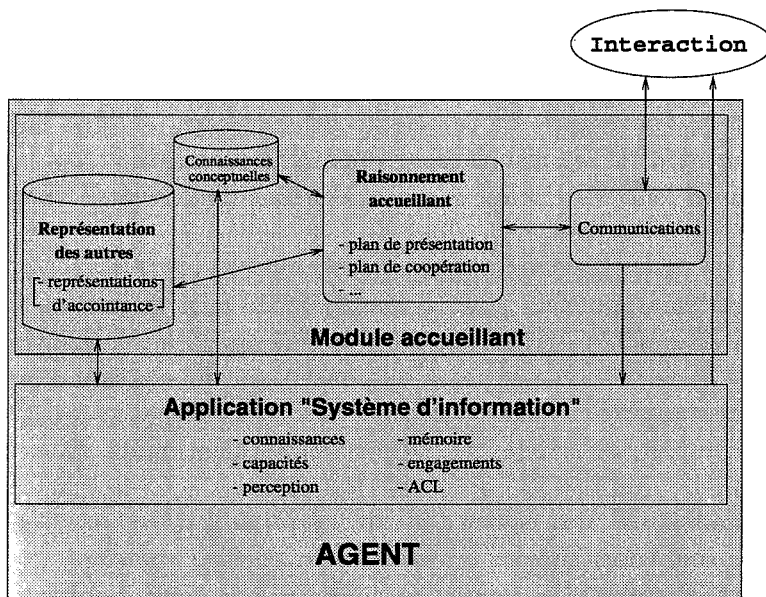 Interaction
Connaissances
conceptuelles
Raisonnement
accueillant
- plan de présentation
- plan de coopération
- ...
Communications
Représentation
des autres
- représentations
d'accointance
Module accueillant
Application "Système d'information"
- connaissances - mémoire
- capacités - engagements
- perception - ACL
AGENT